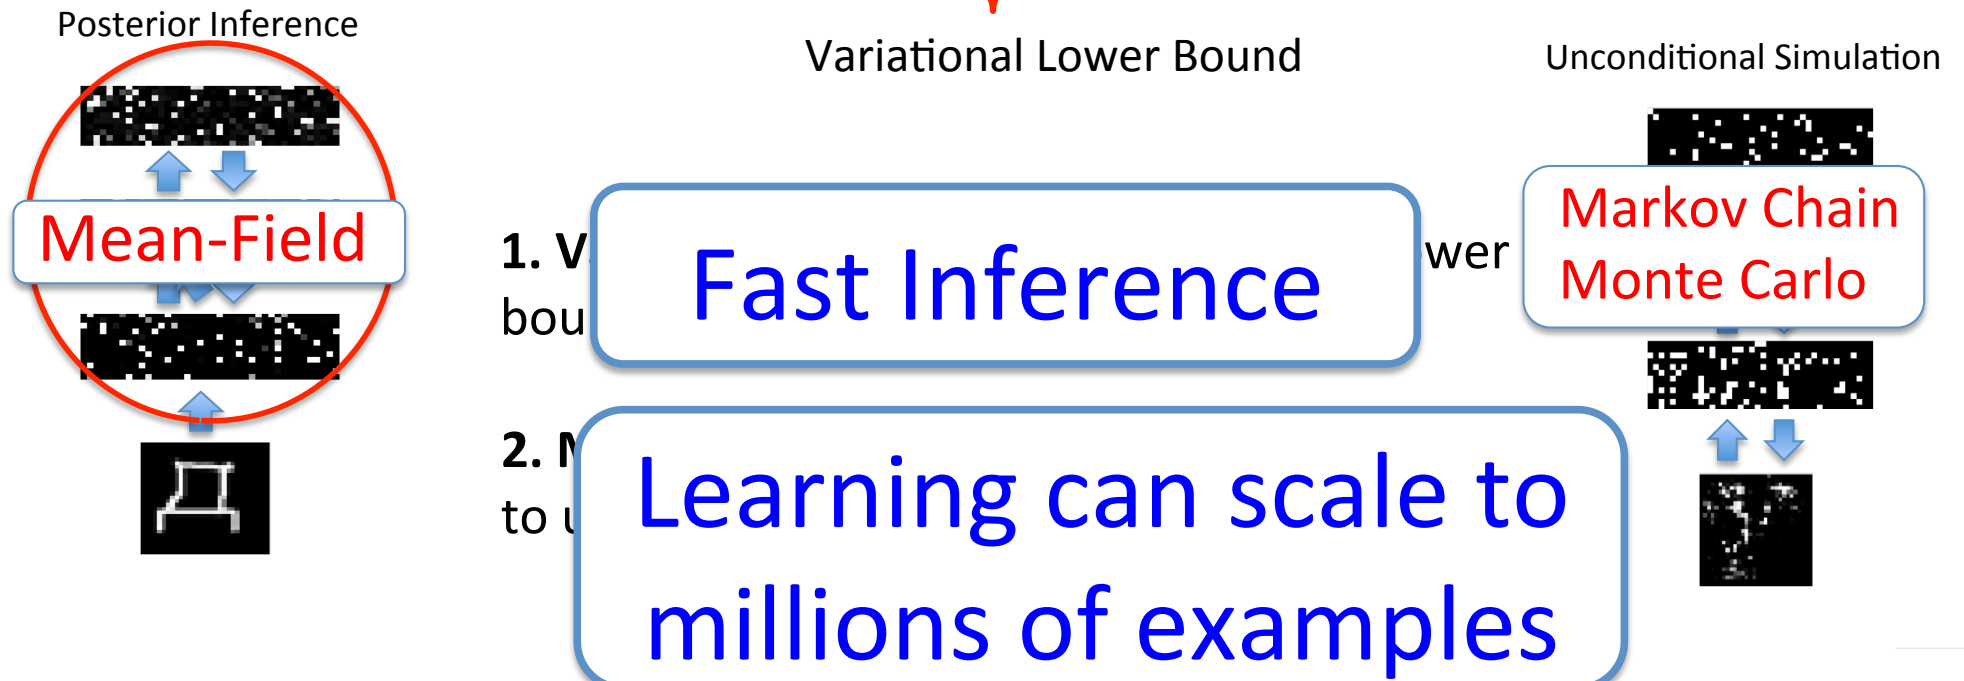 Posterior Inference
Variational Lower Bound
Unconditional Simulation
Mean-Field
Markov Chain
Monte Carlo
1.
bou
Fast Inference
2.
to
Learning can scale to
millions of examples